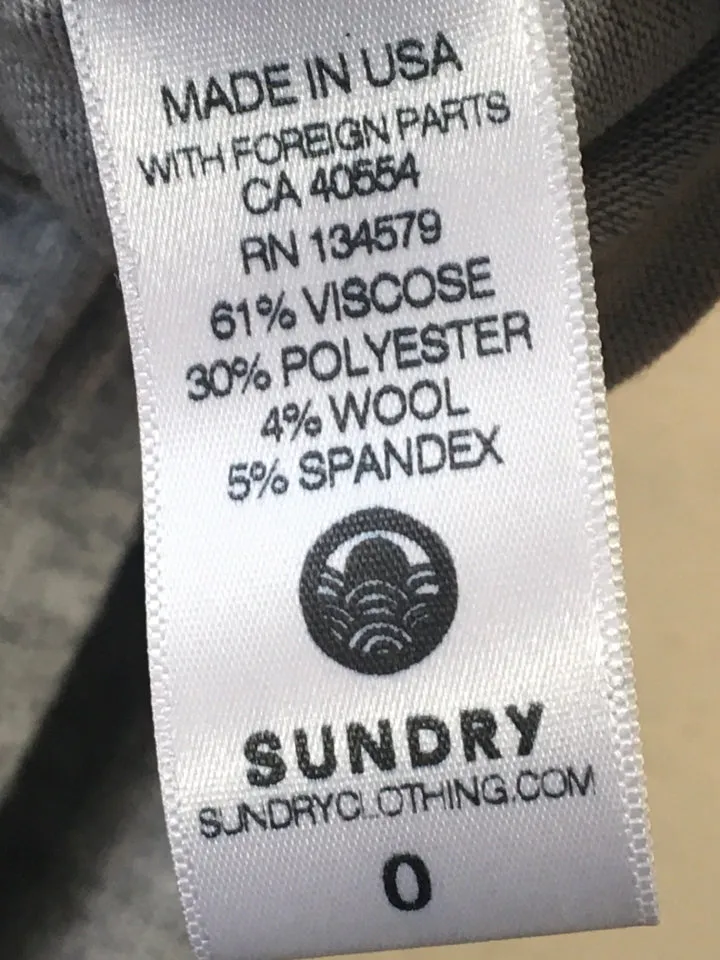 MADE IN USA
WITH FOREIGN PARTS
CA 40554
RN 134579
61% VISCOSE
30% POLYESTER
4% WOOL
5% SPANDEX
SUNDRY
SUNDRYCLOTHING.COM
0